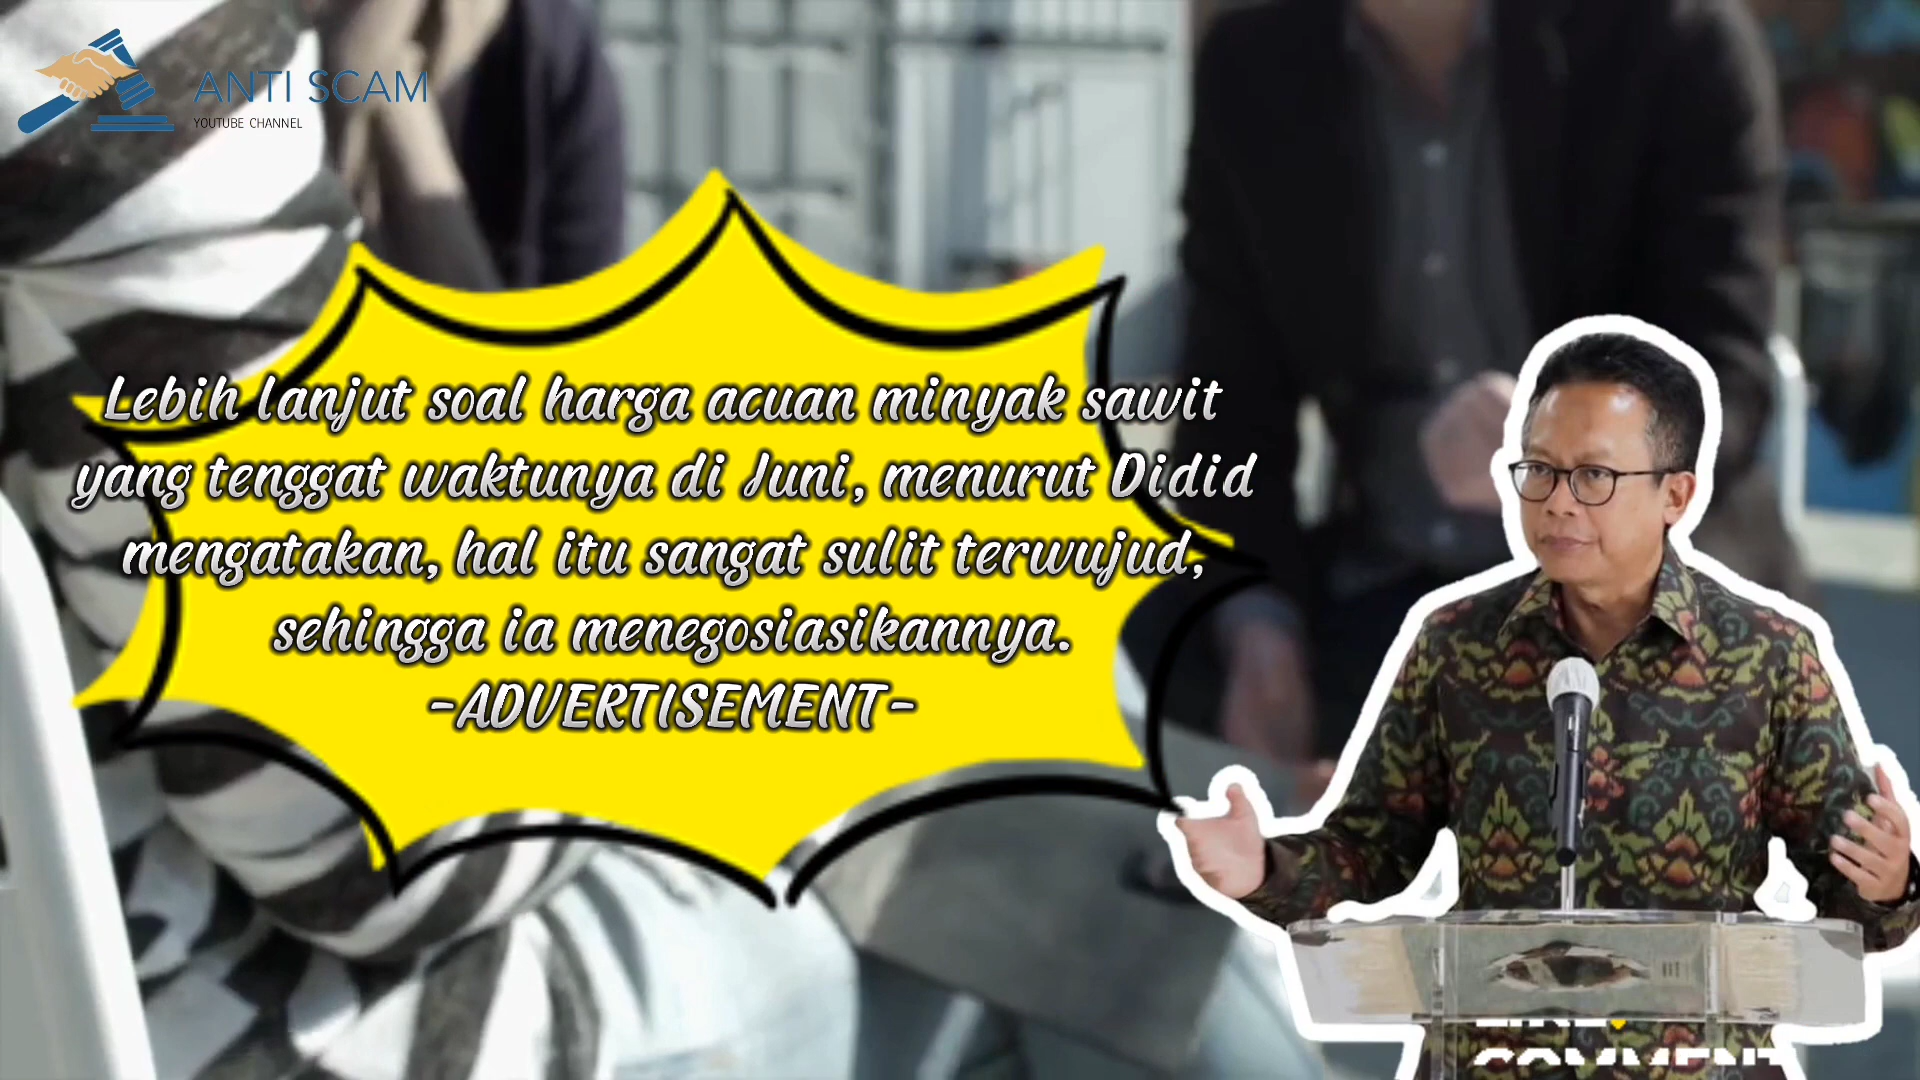 ANTI SCAM
YOUTUBE CHANNEL
Lebih lanjut soal harga acuan minyak sawit
yang tenggat waktunya di Juni, menurut Didid
mengatakan, hal itu sangat sulit terwujud,
sehingga ia menegosiasikannya.
-ADVERTISEMENT-